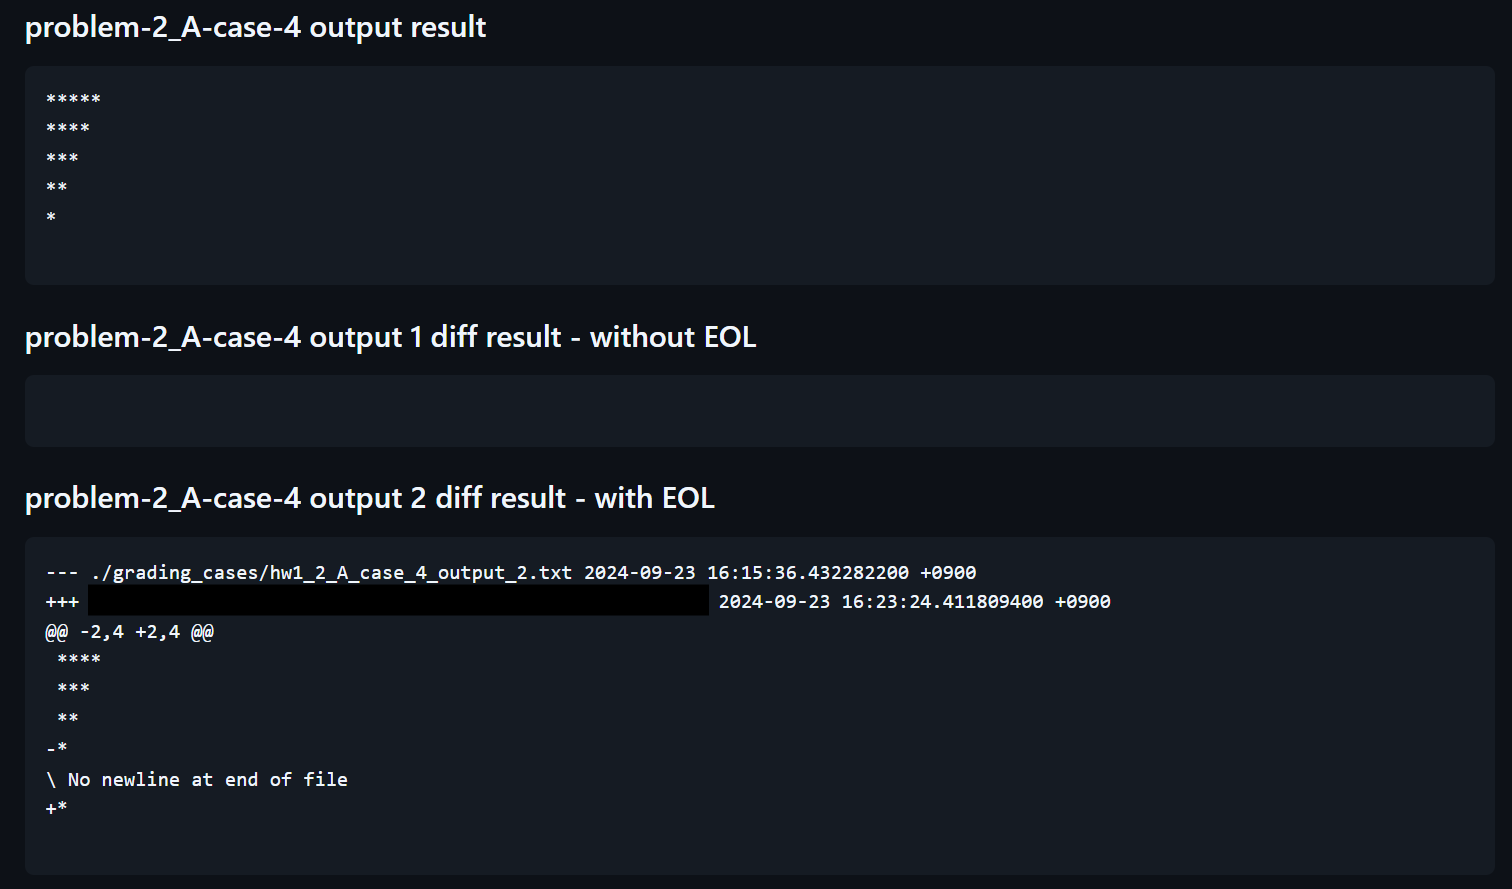 problem-2_A-case-4 output result
*****
****
***
**
*
problem-2_A-case-4 output 1 diff result - without EOL
problem-2_A-case-4 output 2 diff result - with EOL
--- ./grading_cases/hw1_2_A_case_4_output_2.txt 2024-09-23 16:15:36.432282200 +0900
+++ 2024-09-23 16:23:24.411809400 +0900
@@ -2,4 +2,4 @@
 ****
 ***
 **
-*
\ No newline at end of file
+*